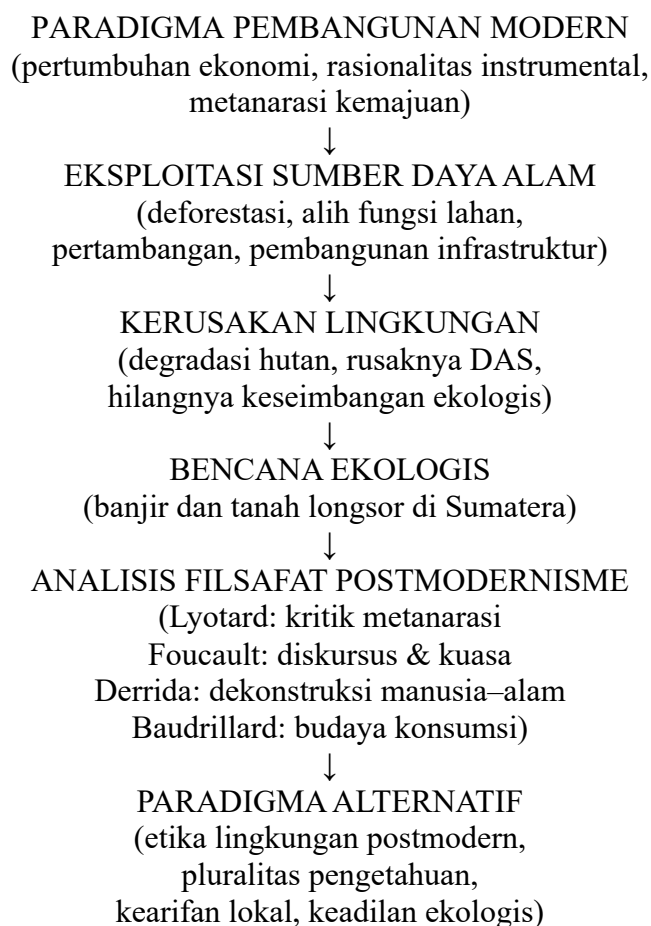 PARADIGMA PEMBANGUNAN MODERN
(pertumbuhan ekonomi, rasionalitas instrumental,
metanarasi kemajuan)
↓
EKSPLOITASI SUMBER DAYA ALAM
(deforestasi, alih fungsi lahan,
pertambangan, pembangunan infrastruktur)
↓
KERUSAKAN LINGKUNGAN
(degradasi hutan, rusaknya DAS,
hilangnya keseimbangan ekologis)
↓
BENCANA EKOLOGIS
(banjir dan tanah longsor di Sumatera)
↓
ANALISIS FILSAFAT POSTMODERNISME
(Lyotard: kritik metanarasi
Foucault: diskursus & kuasa
Derrida: dekonstruksi manusia–alam
Baudrillard: budaya konsumsi)
↓
PARADIGMA ALTERNATIF
(etika lingkungan postmodern,
pluralitas pengetahuan,
kearifan lokal, keadilan ekologis)